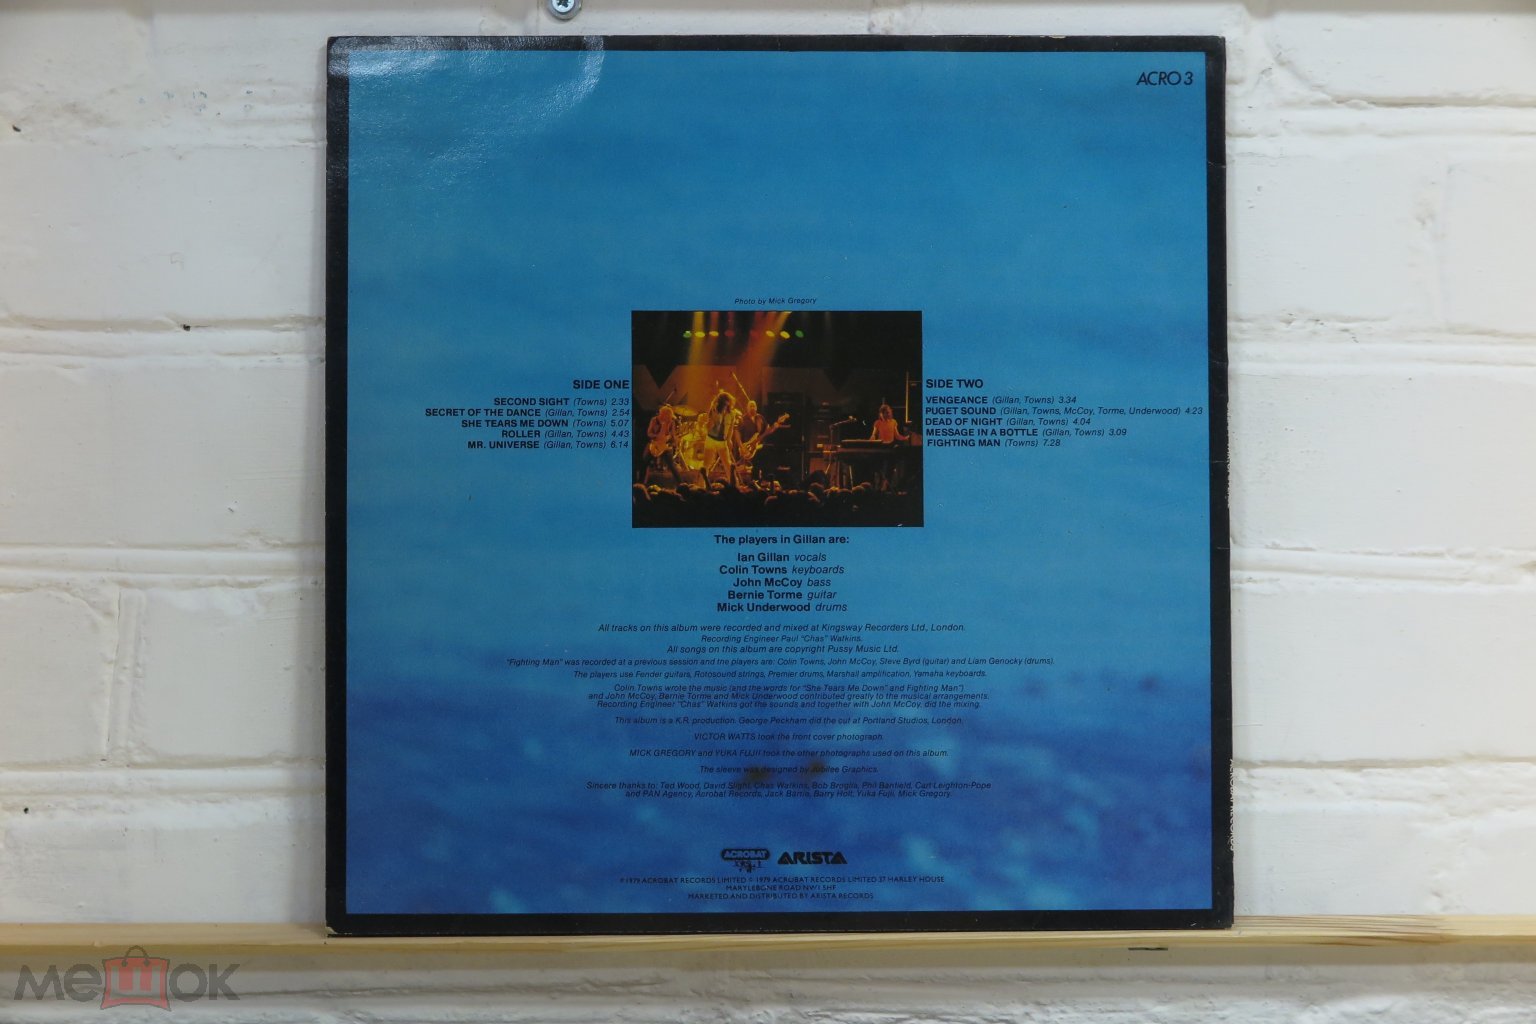 ACRO 3
Photo by Mick Gregory
SIDE ONE
SECOND SIGHT (Towns) 2.33
SECRET OF THE DANCE (Gillan, Towns) 2.54
SHE TEARS ME DOWN (Towns) 5.07
ROLLER (Gillan, Towns) 4.43
MR. UNIVERSE (Gillan, Towns) 6.14
SIDE TWO
VENGEANCE (Gillan, Towns) 3.34
PUGET SOUND (Gillan, Towns, McCoy, Torme, Underwood) 4.23
DEAD OF NIGHT (Gillan, Towns) 4.04
MESSAGE IN A BOTTLE (Gillan, Towns) 3.09
FIGHTING MAN (Towns) 7.28
The players in Gillan are:
Ian Gillan vocals
Colin Towns keyboards
John McCoy bass
Bernie Torme guitar
Mick Underwood drums
All tracks on this album were recorded and mixed at Kingsway Recorders Ltd., London.
Recording Engineer Paul "Chas" Watkins.
All songs on this album are copyright Pussy Music Ltd.
"Fighting Man" was recorded at a previous session and the players are: Colin Towns, John McCoy, Steve Byrd (guitar) and Liam Genocky (drums).
The players use Fender guitars, Rotosound strings, Premier drums, Marshall amplification, Yamaha keyboards.
Colin Towns wrote the music (and the words for "She Tears Me Down" and Fighting Man")
and John McCoy, Bernie Torme and Mick Underwood contributed greatly to the musical arrangements.
Recording Engineer "Chas" Watkins got the sounds and together with John McCoy, did the mixing.
This album is a K.R. production. George Peckham did the cut at Portland Studios, London.
VICTOR WATTS took the front cover photograph.
MICK GREGORY and YUKA FUJII took the other photographs used on this album.
The sleeve was designed by Jubilee Graphics.
Sincere thanks to: Ted Wood, David Slight, Chas Watkins, Bob Broglia, Phil Banfield, Carl Leighton-Pope
and PAN Agency, Acrobat Records, Jack Barrie, Barry Holt, Yuka Fujii, Mick Gregory.
ACROBAT ARISTA
℗ 1979 ACROBAT RECORDS LIMITED © 1979 ACROBAT RECORDS LIMITED 37 HARLEY HOUSE
MARYLEBONE ROAD NW1 5HF
MARKETED AND DISTRIBUTED BY ARISTA RECORDS
мешок